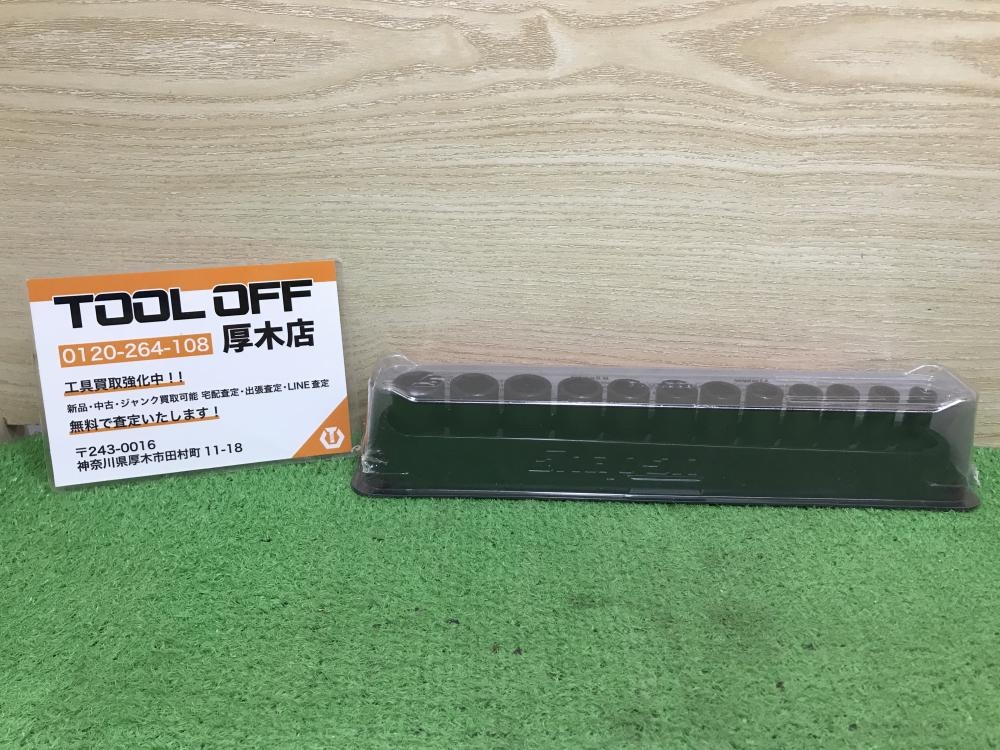 TOOL OFF
0120-264-108 厚木店
工具買取強化中！！
新品・中古・ジャンク買取可能 宅配査定・出張査定・LINE査定
無料で査定いたします！
〒243-0016
神奈川県厚木市田村町 11-18
Snap-on